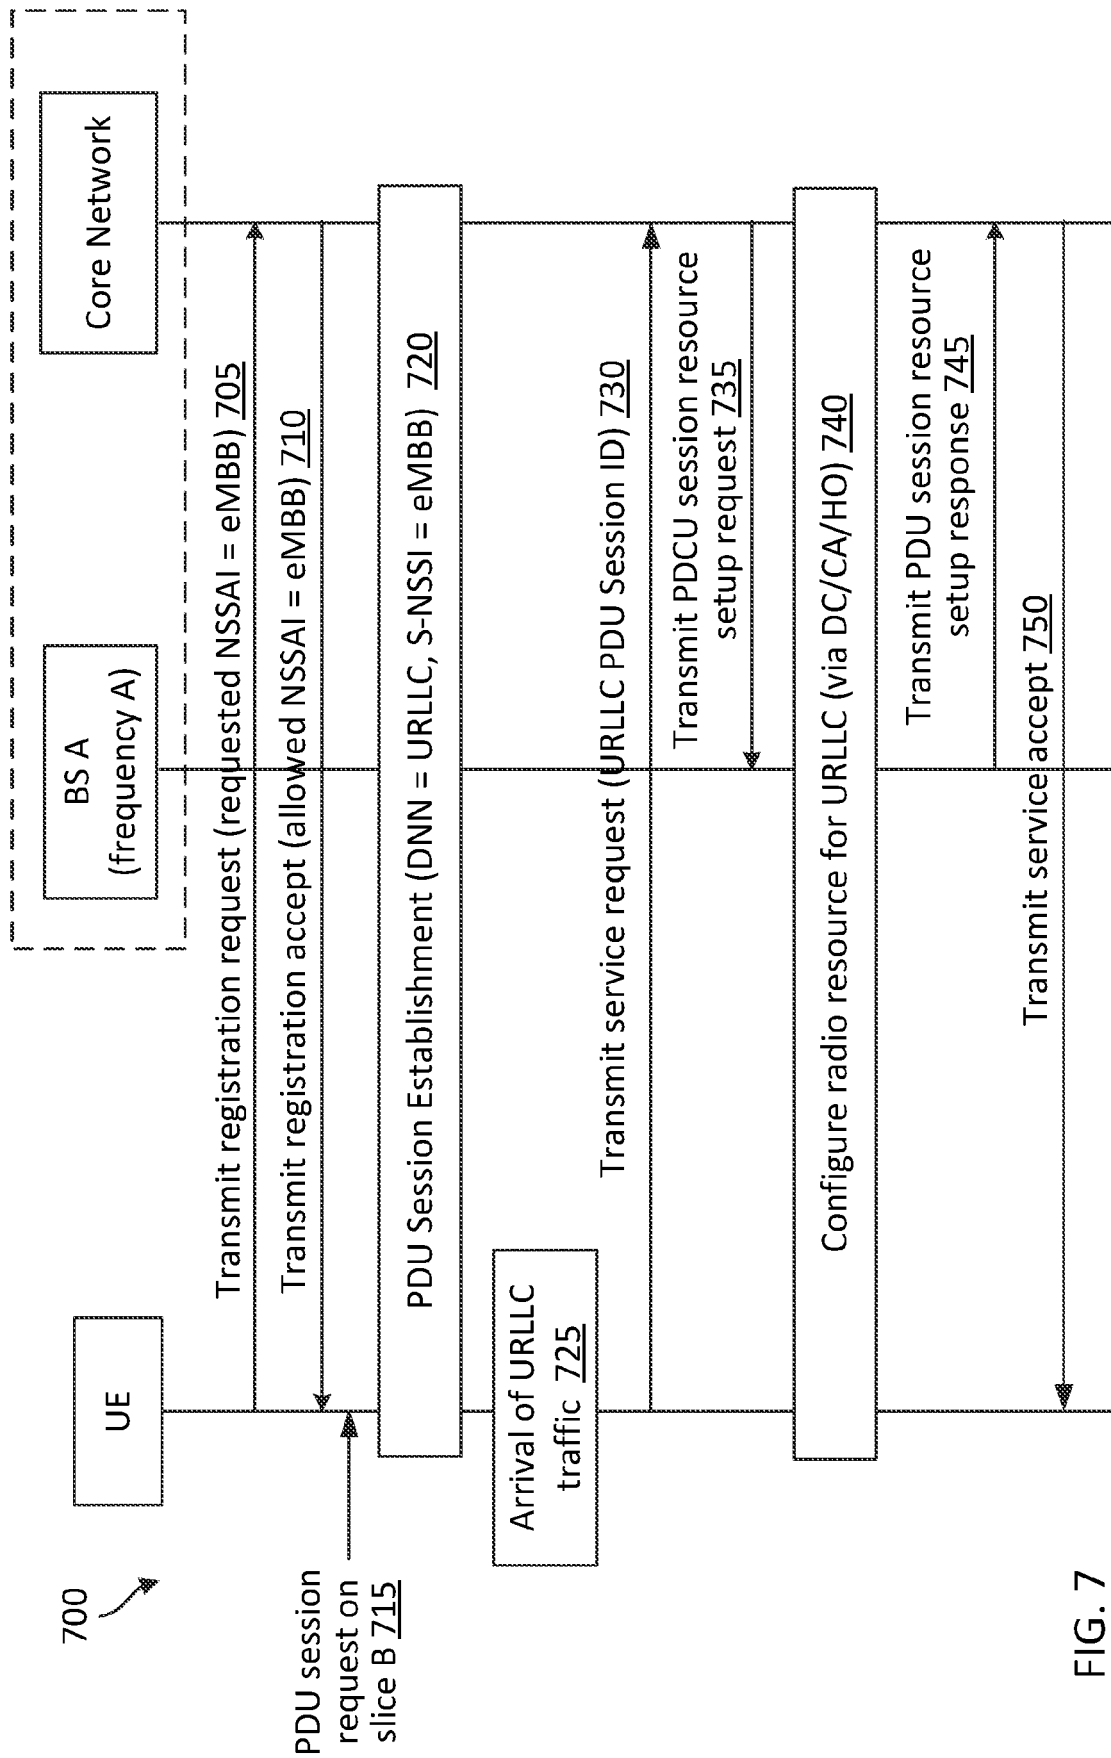 700
UE
BS A
(frequency A)
Core Network
Transmit registration request (requested NSSAI = eMBB) 705
Transmit registration accept (allowed NSSAI = eMBB) 710
PDU session
request on
slice B 715
PDU Session Establishment (DNN = URLLC, S-NSSI = eMBB) 720
Arrival of URLLC
traffic 725
Transmit service request (URLLC PDU Session ID) 730
Transmit PDCU session resource
setup request 735
Configure radio resource for URLLC (via DC/CA/HO) 740
Transmit PDU session resource
setup response 745
Transmit service accept 750
FIG. 7